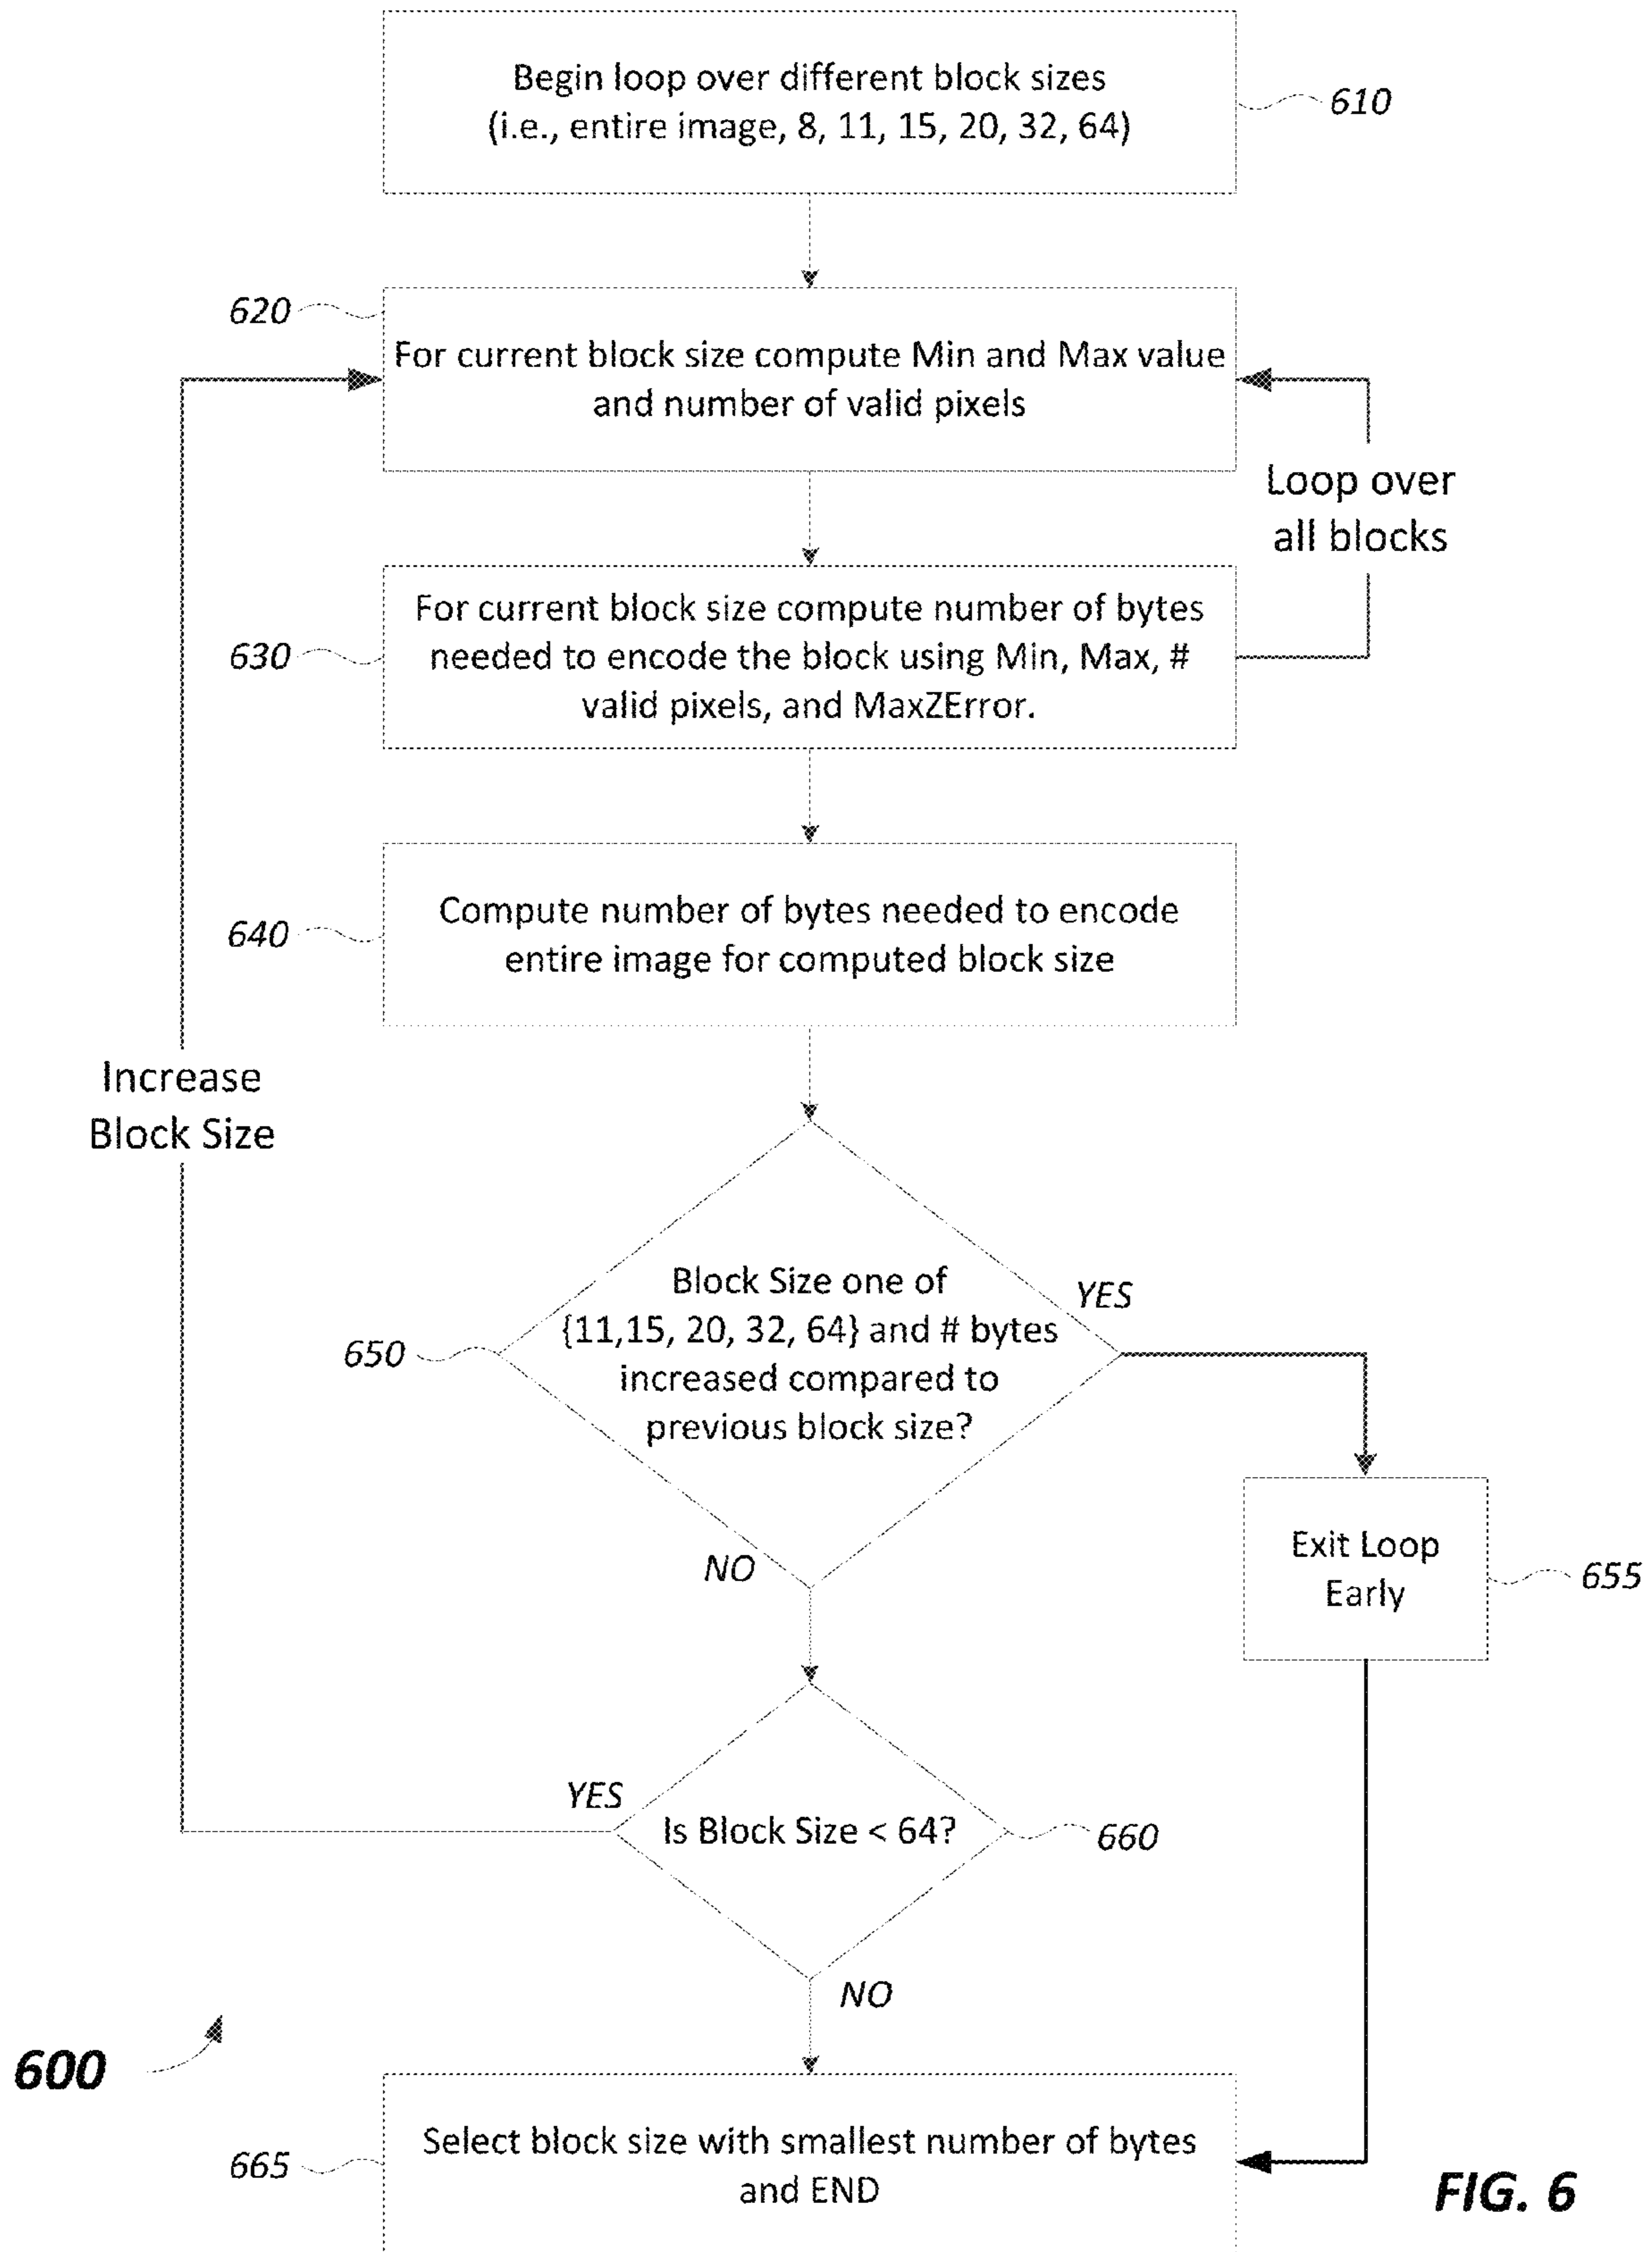 Begin loop over different block sizes
(i.e., entire image, 8, 11, 15, 20, 32, 64)
610
620
For current block size compute Min and Max value
and number of valid pixels
Loop over
all blocks
For current block size compute number of bytes
needed to encode the block using Min, Max, #
valid pixels, and MaxZError.
630
Compute number of bytes needed to encode
entire image for computed block size
640
Increase
Block Size
Block Size one of
{11,15, 20, 32, 64} and # bytes
increased compared to
previous block size?
650
YES
NO
Exit Loop
Early
655
YES
Is Block Size < 64?
660
NO
600
Select block size with smallest number of bytes
and END
665
FIG. 6